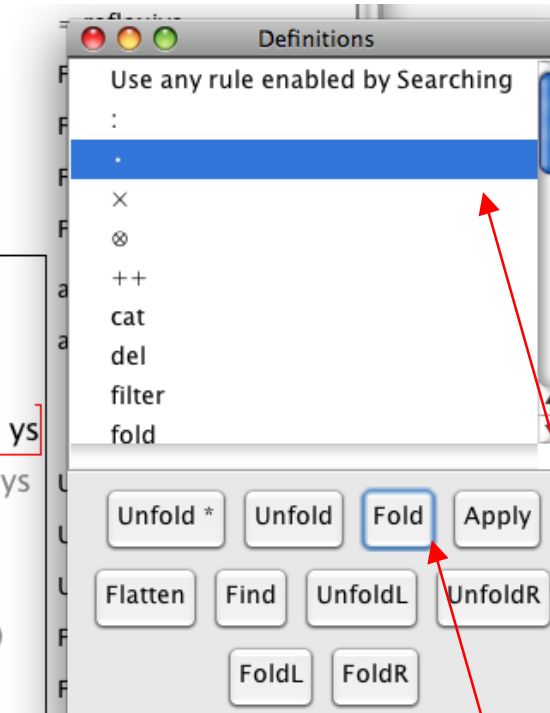 Definitions
Use any rule enabled by Searching
:
·
×
⊗
++
cat
del
filter
fold
ys
ys
Unfold * Unfold Fold Apply
Flatten Find UnfoldL UnfoldR
FoldL FoldR